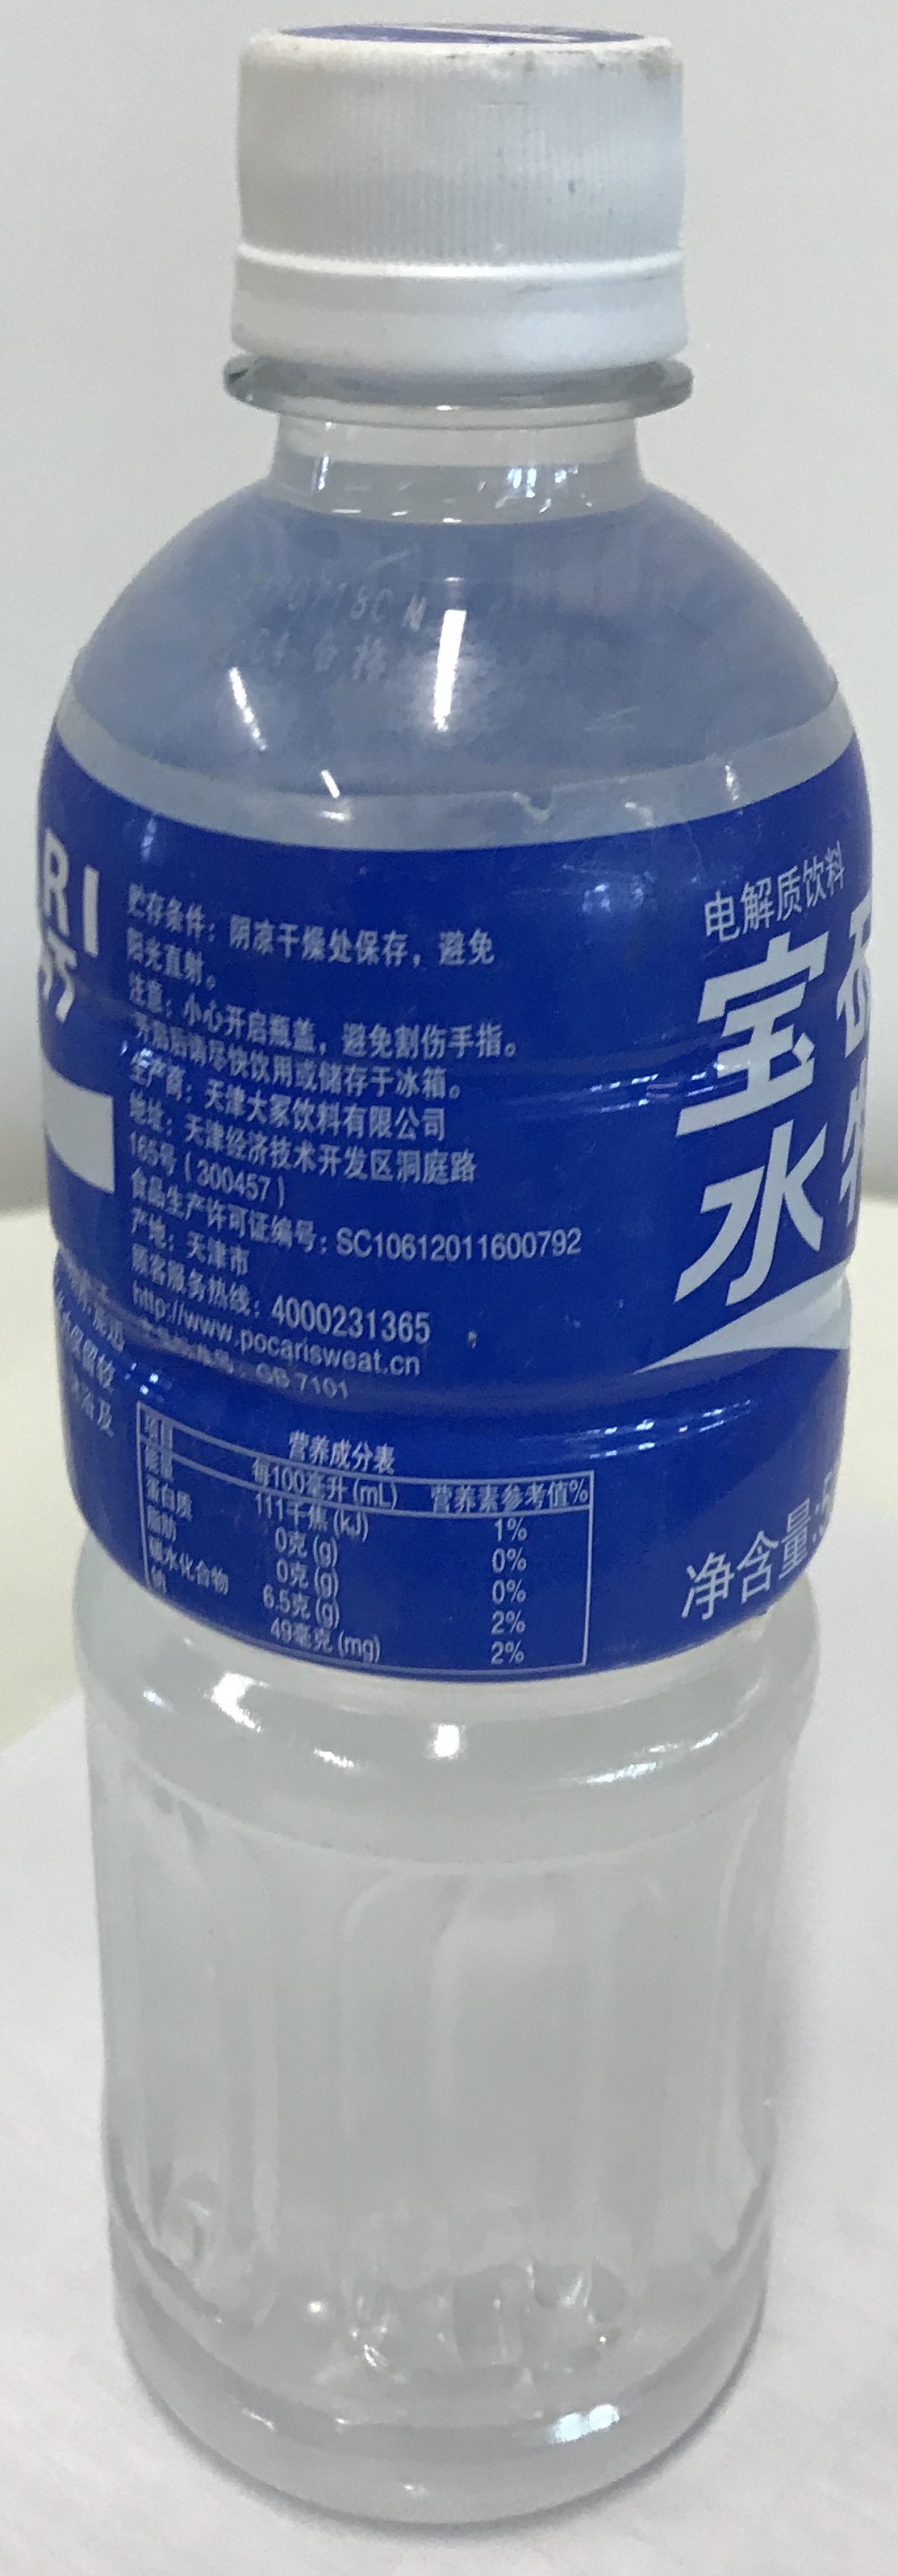 RI
贮存条件：阴凉干燥处保存，避免
阳光直射。
注意：小心开启瓶盖，避免割伤手指。
开启后请尽快饮用或储存于冰箱。
生产商：天津大冢饮料有限公司
地址：天津经济技术开发区洞庭路
165号（300457）
食品生产许可证编号：SC10612011600792
产地：天津市
顾客服务热线：4000231365
http://www.pocarisweat.cn
GB 7101
营养成分表
项目 每100毫升(mL) 营养素参考值%
能量 111千焦(kJ) 1%
蛋白质 0克(g) 0%
脂肪 0克(g) 0%
碳水化合物 6.5克(g) 2%
钠 49毫克(mg) 2%
电解质饮料
宝
水
净含量:
合格